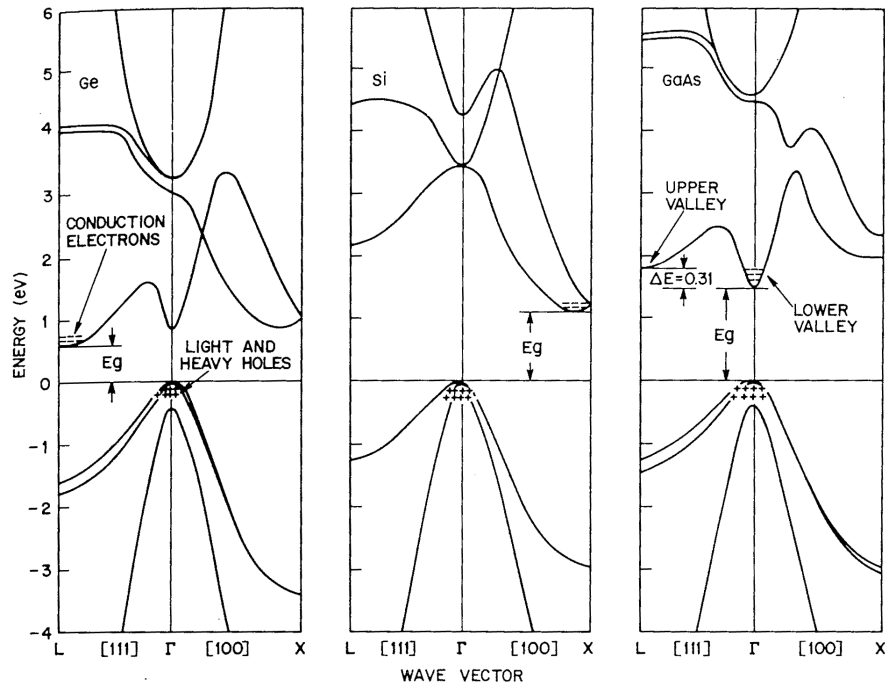 6
5
4
3
2
1
0
-1
-2
-3
-4
ENERGY (eV)
Ge
CONDUCTION
ELECTRONS
Eg
LIGHT AND
HEAVY HOLES
L [111] Γ [100] X
Si
Eg
L [111] Γ [100] X
GaAs
UPPER
VALLEY
ΔE=0.31
LOWER
VALLEY
Eg
L [111] Γ [100] X
WAVE VECTOR